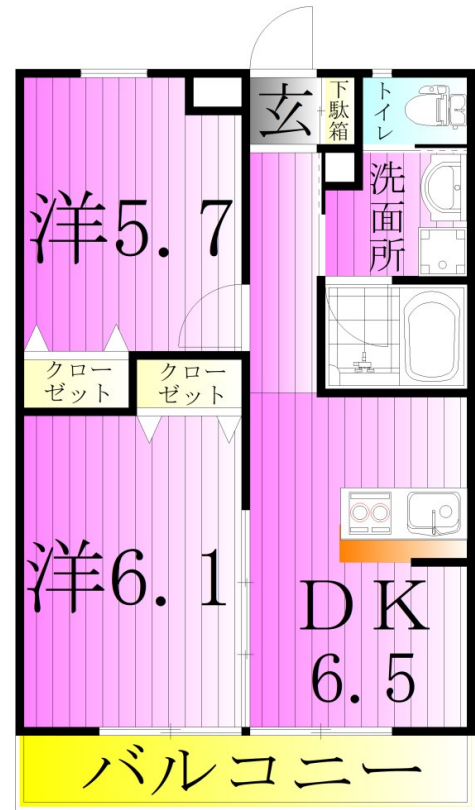 玄
下駄箱
トイレ
洋5.7
洗面所
クロー
ゼット
クロー
ゼット
洋6.1
DK
6.5
バルコニー